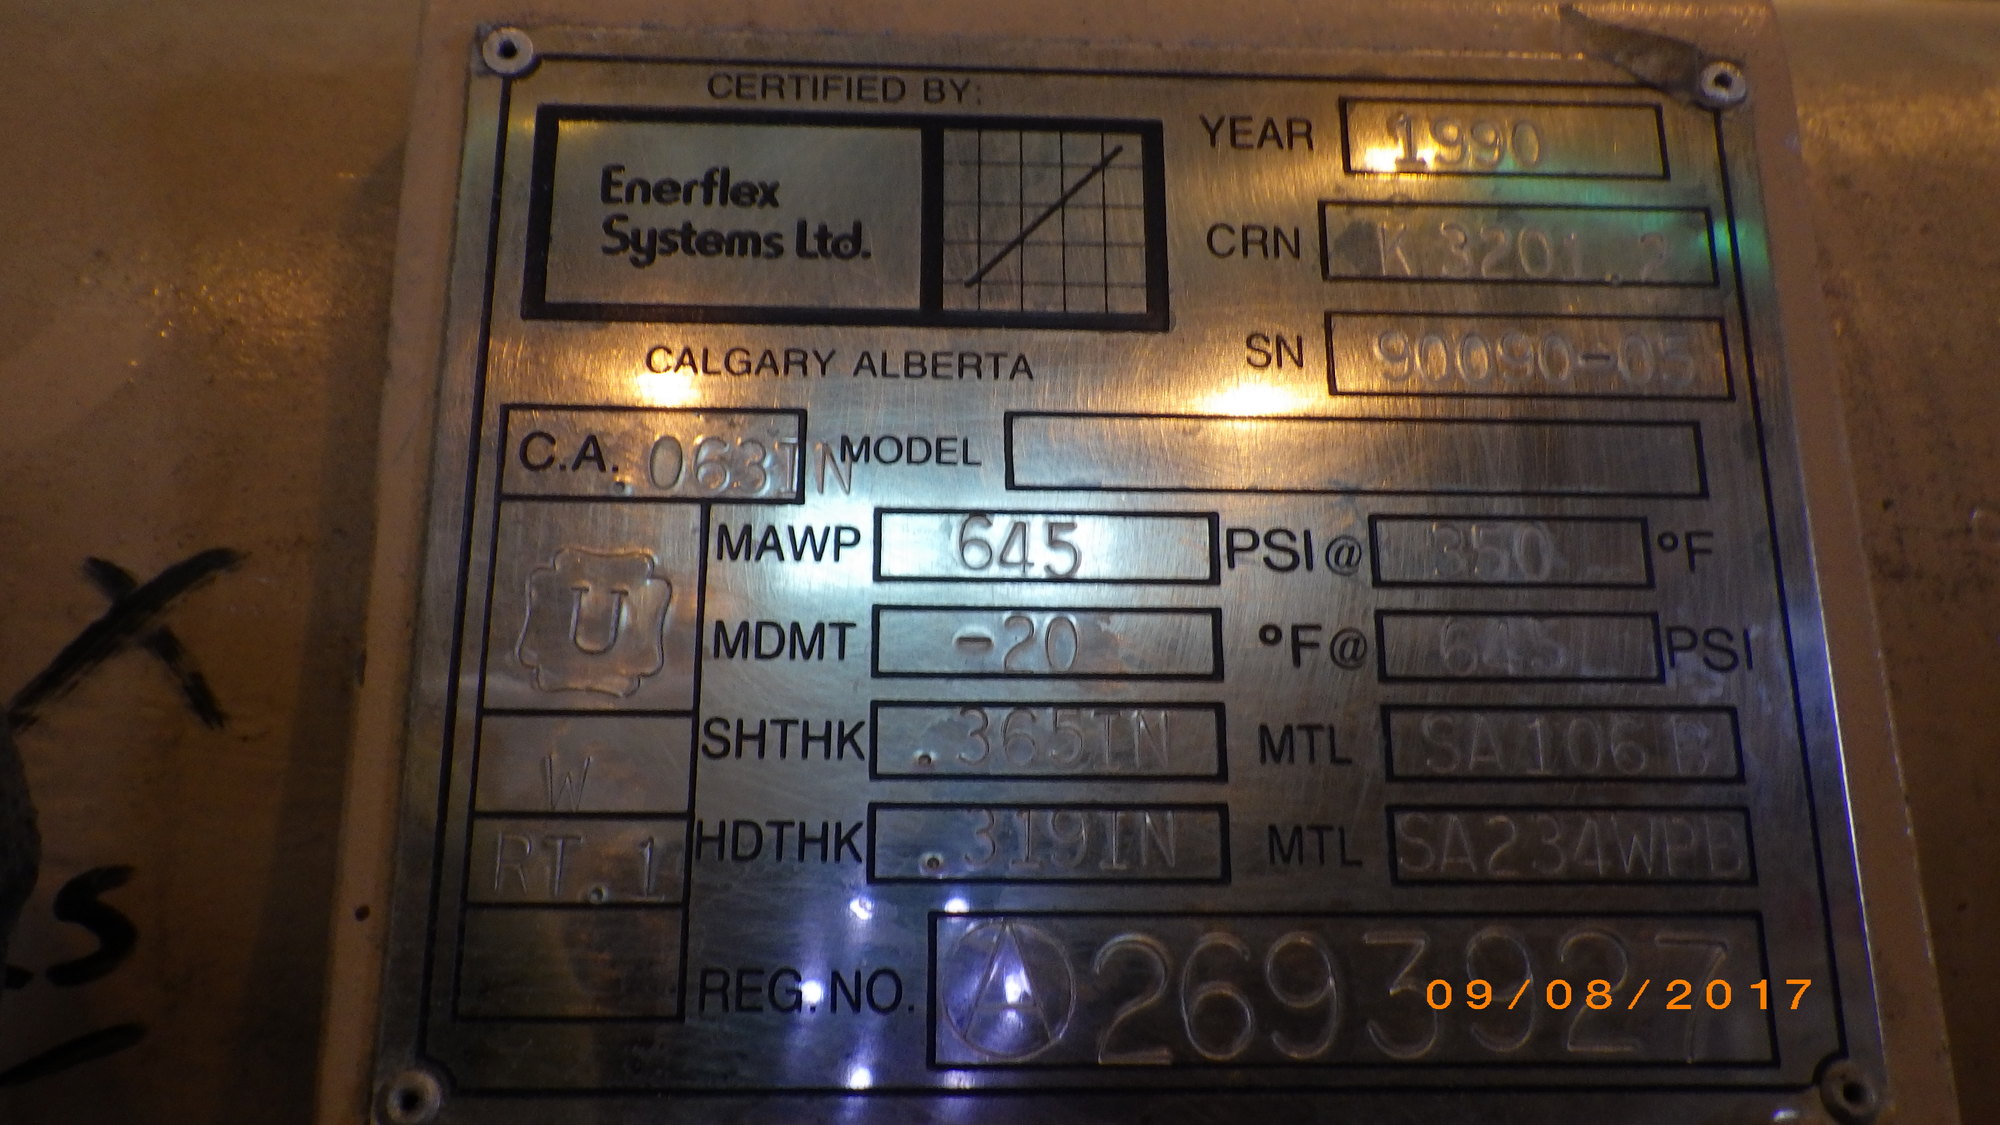 CERTIFIED BY:
Enerflex
Systems Ltd.
CALGARY ALBERTA
YEAR 1990
CRN K 3201.2
SN 90090-05
C.A. .063IN MODEL
MAWP 645 PSI@ 350 °F
MDMT -20 °F@ 645 PSI
SHTHK .365IN MTL SA106B
HDTHK .319IN MTL SA234WPB
U
W
RT.1
REG.NO. A2693927
09/08/2017
X
S